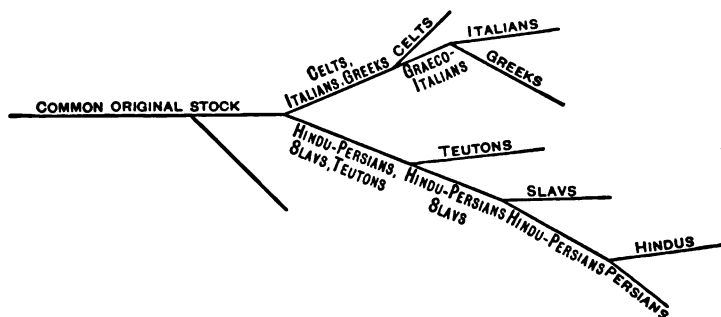 COMMON ORIGINAL STOCK
CELTS,
ITALIANS. GREEKS
CELTS
GRAECO-
ITALIANS
ITALIANS
GREEKS
HINDU-PERSIANS,
SLAVS, TEUTONS
TEUTONS
HINDU-PERSIANS
SLAVS
SLAVS
HINDU-PERSIANS
HINDUS
PERSIANS